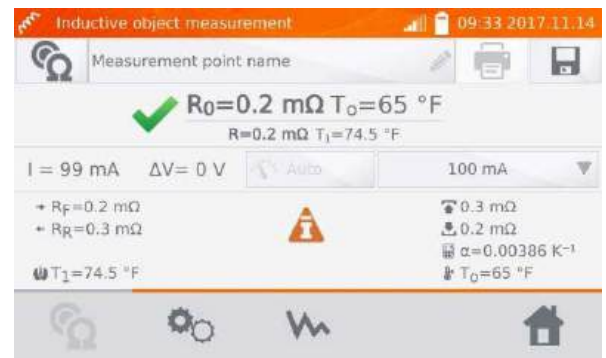 Inductive object measurement 09:33 2017.11.14
Measurement point name
R0=0.2 mΩ To=65 °F
R=0.2 mΩ T1=74.5 °F
I = 99 mA ΔV= 0 V Auto 100 mA
RF=0.2 mΩ 0.3 mΩ
RR=0.3 mΩ 0.2 mΩ
α=0.00386 K⁻¹
T1=74.5 °F T0=65 °F